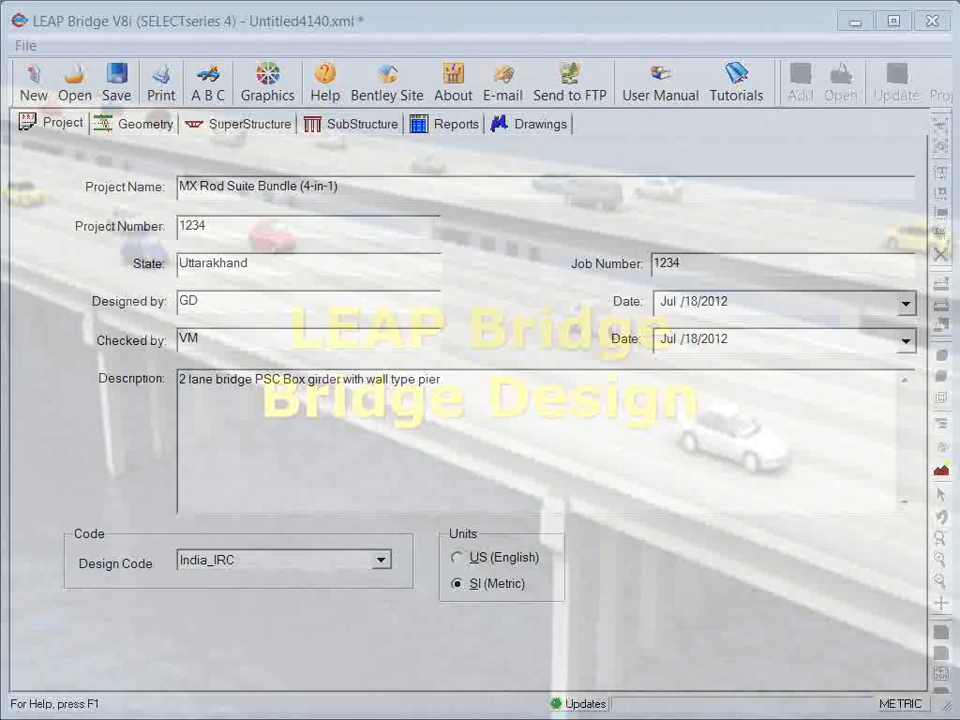 LEAP Bridge V8i (SELECTseries 4) - Untitled4140.xml *
File
New Open Save Print A B C Graphics Help Bentley Site About E-mail Send to FTP User Manual Tutorials Add Open Update
Project Geometry SuperStructure SubStructure Reports Drawings
Project Name: MX Rod Suite Bundle (4-in-1)
Project Number: 1234
State: Uttarakhand Job Number: 1234
Designed by: GD Date: Jul /18/2012
LEAP Bridge
Checked by: VM Date: Jul /18/2012
Description: 2 lane bridge PSC Box girder with wall type pier
Bridge Design
Code Units
Design Code India_IRC US (English)
SI (Metric)
For Help, press F1 Updates METRIC